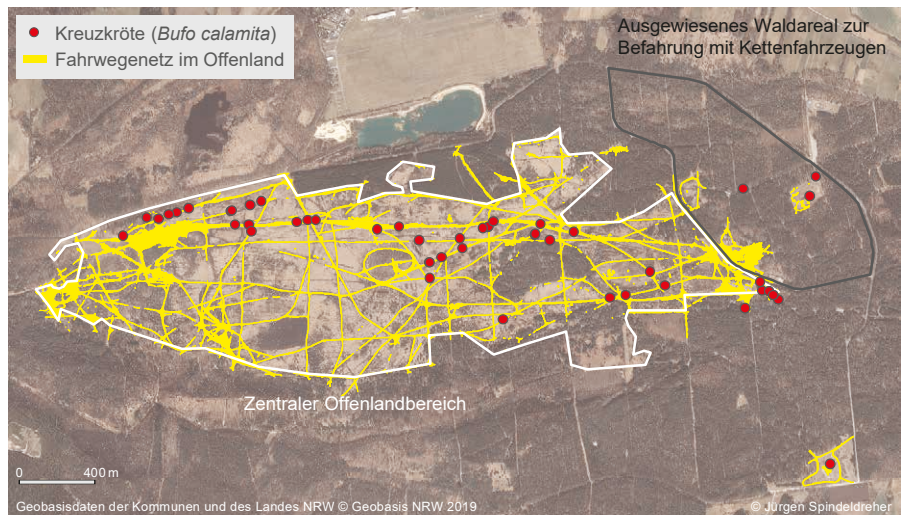 Kreuzkröte (Bufo calamita)
Fahrwegenetz im Offenland
Ausgewiesenes Waldareal zur
Befahrung mit Kettenfahrzeugen
Zentraler Offenlandbereich
0 400 m
Geobasisdaten der Kommunen und des Landes NRW © Geobasis NRW 2019
© Jürgen Spindeldreher